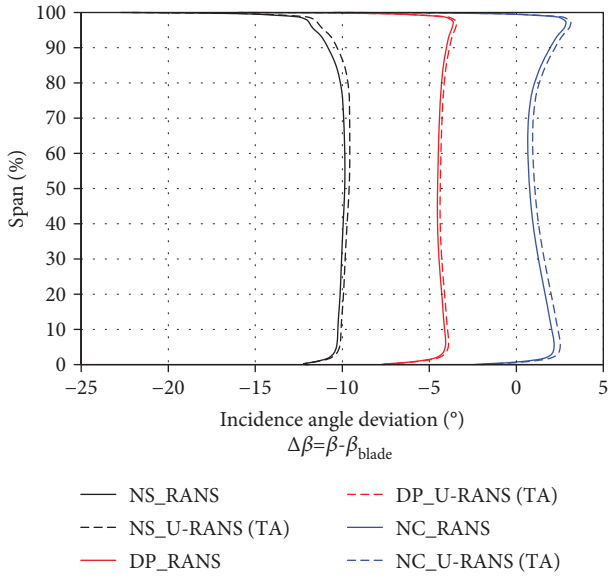 100
90
80
70
60
50
40
30
20
10
0
Span (%)
−25 −20 −15 −10 −5 0 5
Incidence angle deviation (°)
Δβ=β-β_blade
NS_RANS
NS_U-RANS (TA)
DP_RANS
DP_U-RANS (TA)
NC_RANS
NC_U-RANS (TA)